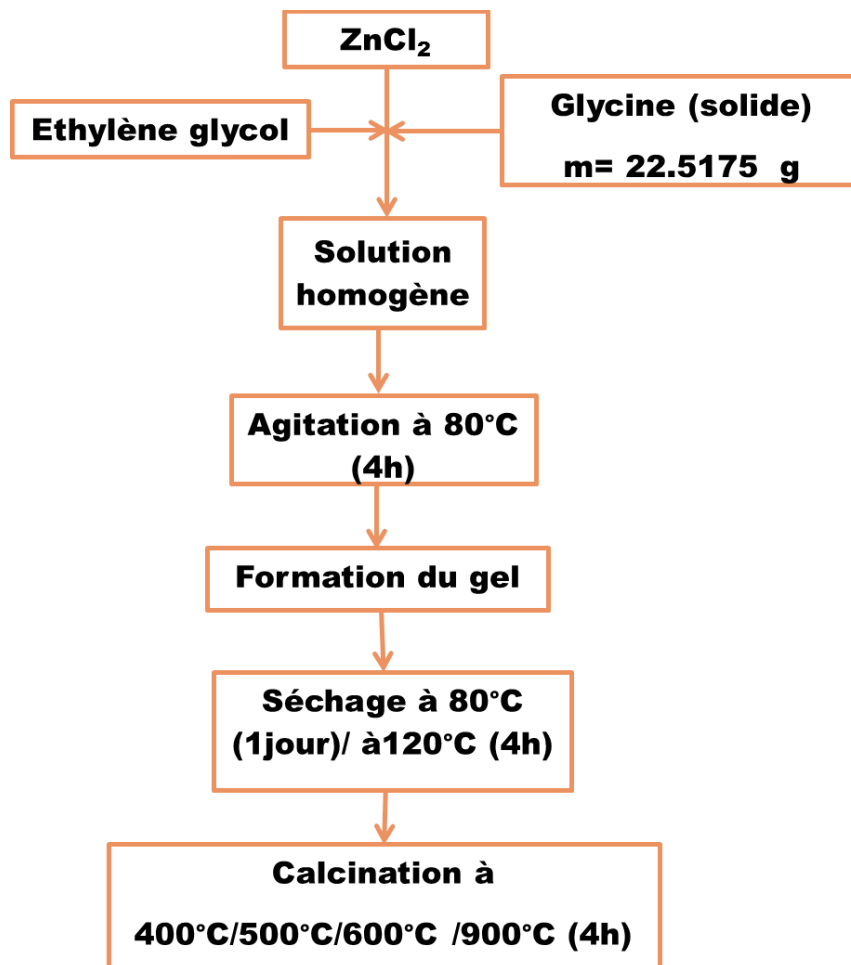 ZnCl₂
Ethylène glycol
Glycine (solide)
m= 22.5175 g
Solution
homogène
Agitation à 80°C
(4h)
Formation du gel
Séchage à 80°C
(1jour)/ à120°C (4h)
Calcination à
400°C/500°C/600°C /900°C (4h)